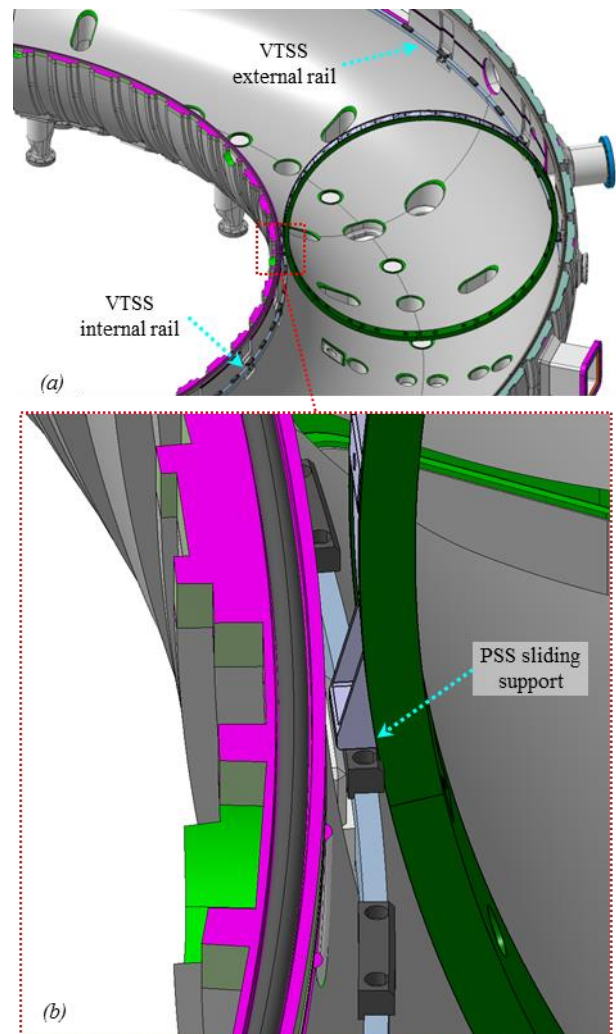 VTSS
external rail
VTSS
internal rail
(a)
PSS sliding
support
(b)